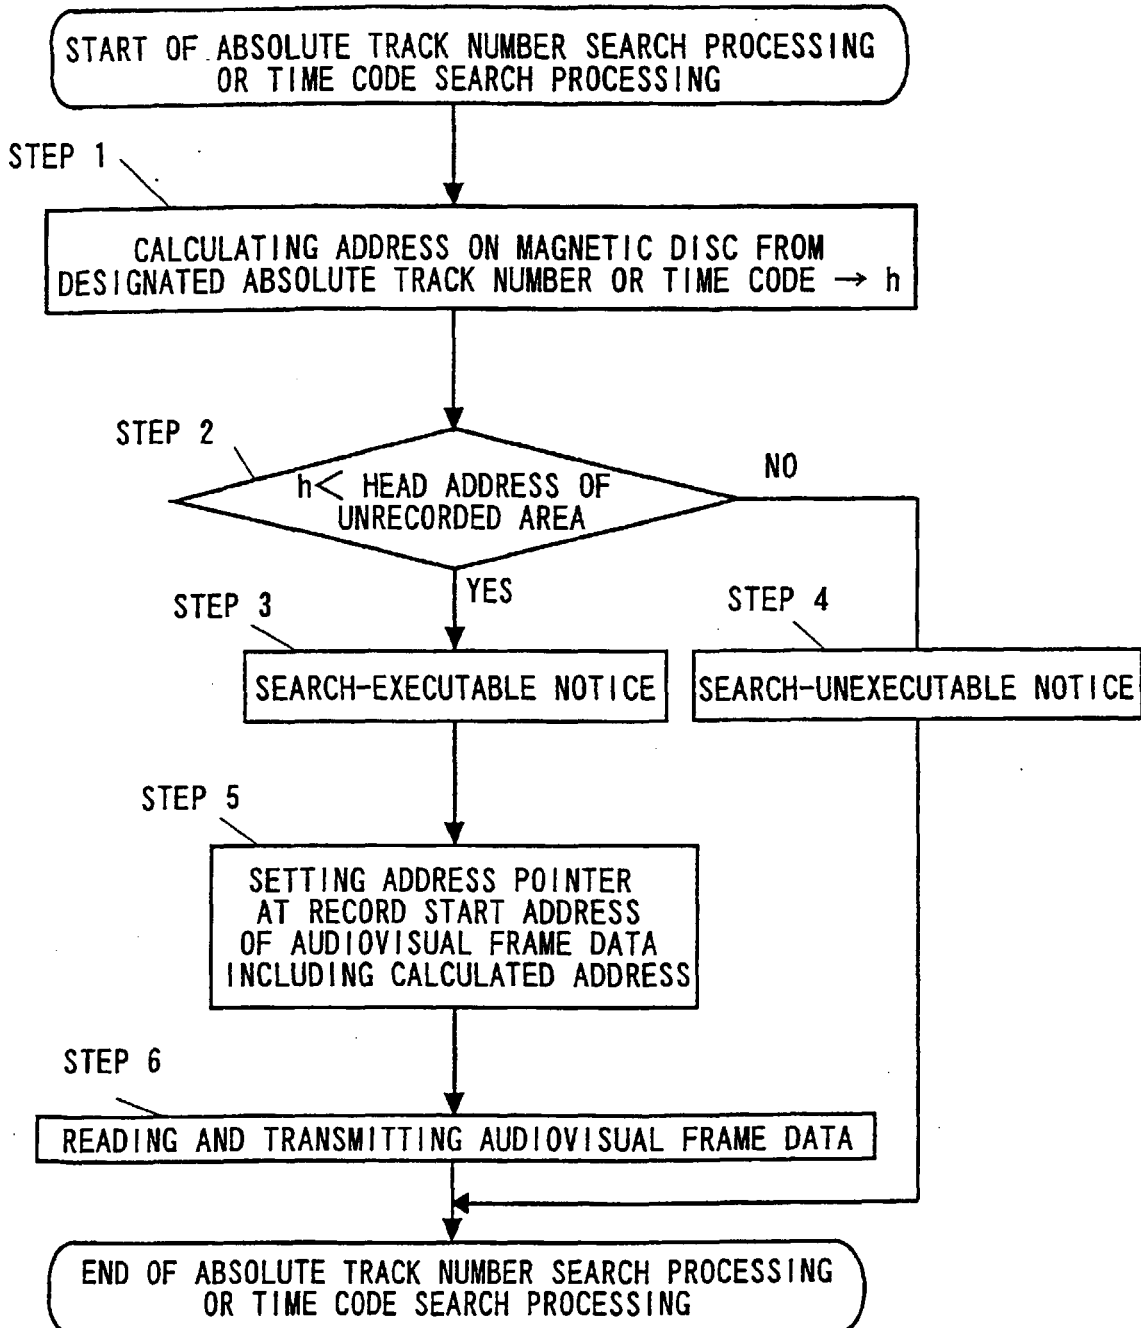 START OF ABSOLUTE TRACK NUMBER SEARCH PROCESSING
OR TIME CODE SEARCH PROCESSING
STEP 1
CALCULATING ADDRESS ON MAGNETIC DISC FROM
DESIGNATED ABSOLUTE TRACK NUMBER OR TIME CODE → h
STEP 2
h< HEAD ADDRESS OF
UNRECORDED AREA
NO
YES
STEP 3
SEARCH-EXECUTABLE NOTICE
STEP 4
SEARCH-UNEXECUTABLE NOTICE
STEP 5
SETTING ADDRESS POINTER
AT RECORD START ADDRESS
OF AUDIOVISUAL FRAME DATA
INCLUDING CALCULATED ADDRESS
STEP 6
READING AND TRANSMITTING AUDIOVISUAL FRAME DATA
END OF ABSOLUTE TRACK NUMBER SEARCH PROCESSING
OR TIME CODE SEARCH PROCESSING